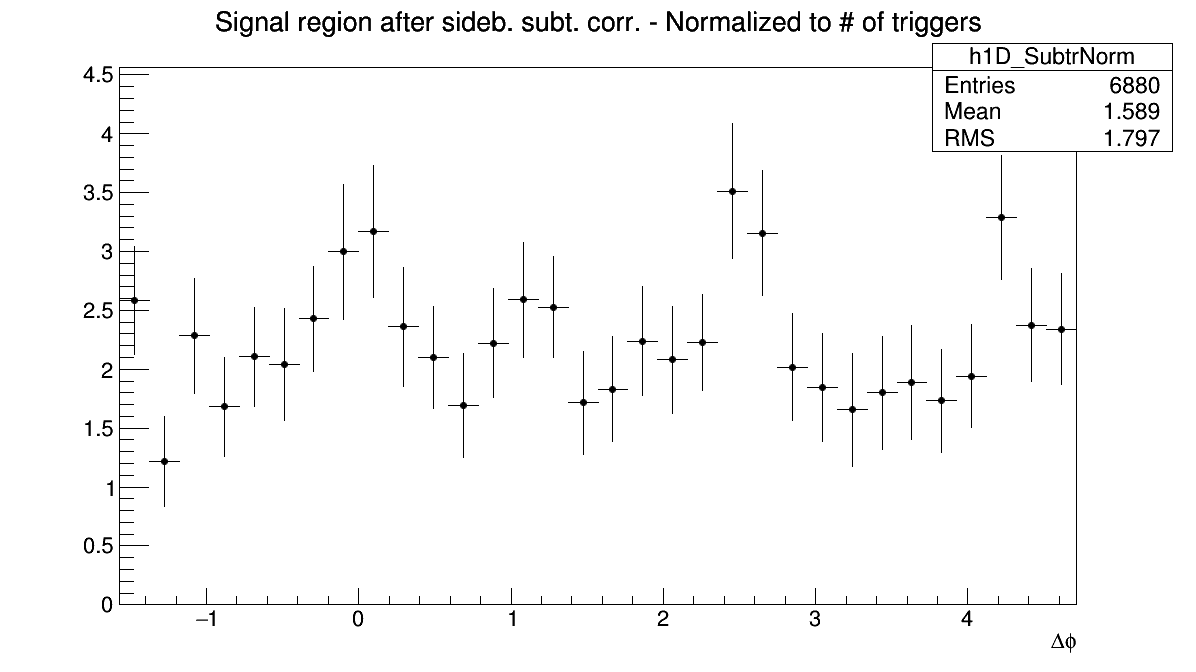 Signal region after sideb. subt. corr. - Normalized to # of triggers
h1D_SubtrNorm
Entries 6880
Mean 1.589
RMS 1.797
4.5
4
3.5
3
2.5
2
1.5
1
0.5
0
−1 0 1 2 3 4
Δϕ